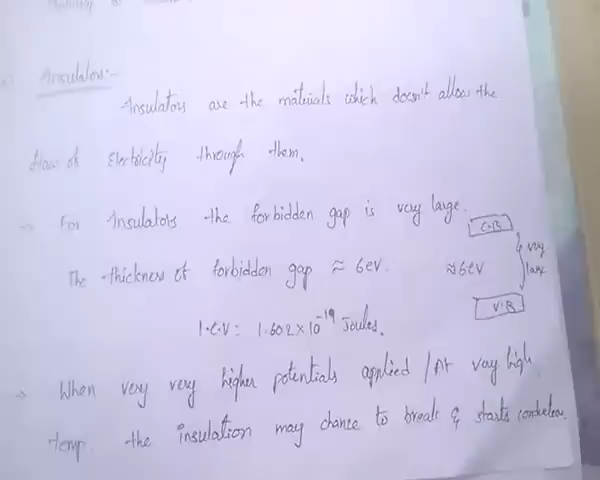 Insulator:-
Insulators are the materials which doesn't allow the
flow of Electricity through them.
→ For Insulators the forbidden gap is very large.
C.B
The thickness of forbidden gap ≈ 6ev.
≈ 6ev
very
large
V.B
1.e.V = 1.602 × 10⁻¹⁹ Joules.
→ When very very higher potentials applied / At very high
temp. the insulation may chance to break & starts conduction.